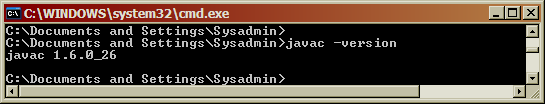 C:\WINDOWS\system32\cmd.exe
C:\Documents and Settings\Sysadmin>
C:\Documents and Settings\Sysadmin>javac -version
javac 1.6.0_26
C:\Documents and Settings\Sysadmin>